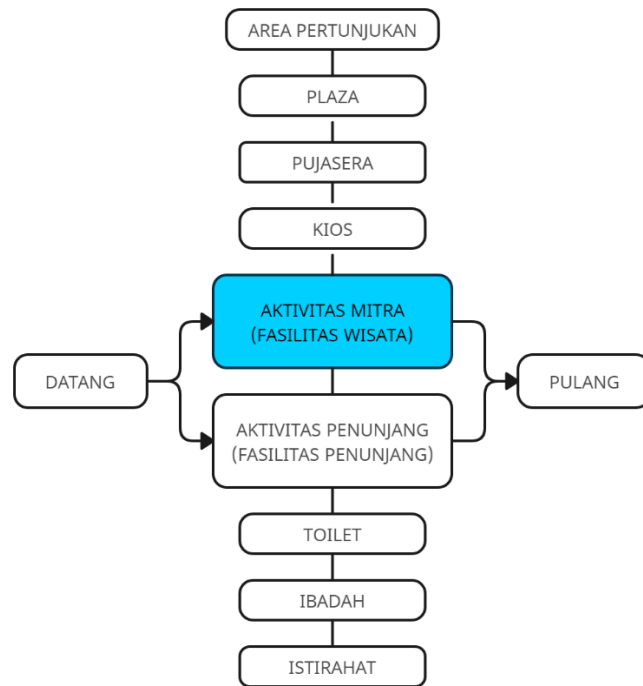 AREA PERTUNJUKAN
PLAZA
PUJASERA
KIOS
AKTIVITAS MITRA
(FASILITAS WISATA)
DATANG
PULANG
AKTIVITAS PENUNJANG
(FASILITAS PENUNJANG)
TOILET
IBADAH
ISTIRAHAT